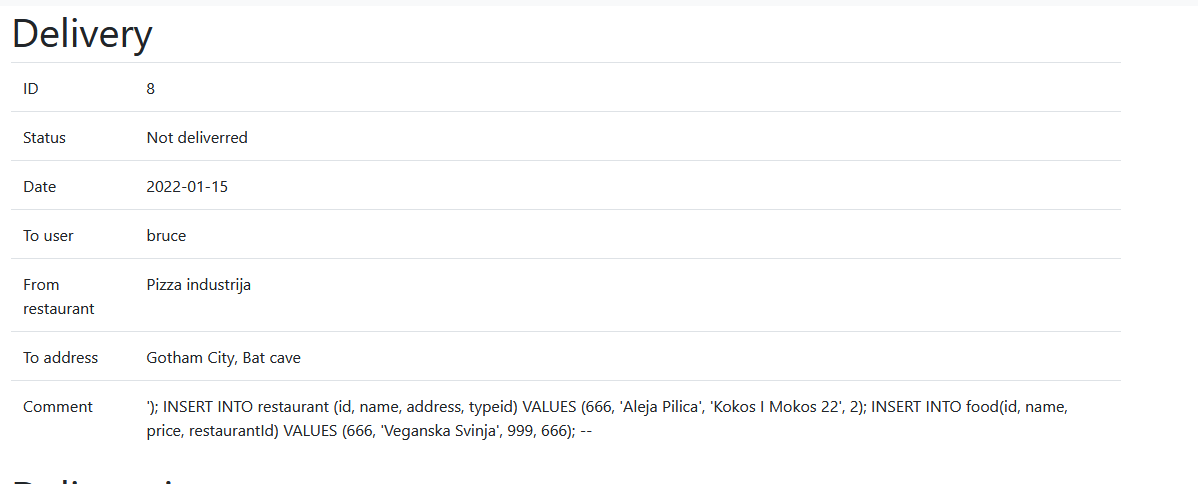 Delivery
ID 8
Status Not deliverred
Date 2022-01-15
To user bruce
From Pizza industrija
restaurant
To address Gotham City, Bat cave
Comment '); INSERT INTO restaurant (id, name, address, typeid) VALUES (666, 'Aleja Pilica', 'Kokos I Mokos 22', 2); INSERT INTO food(id, name,
price, restaurantId) VALUES (666, 'Veganska Svinja', 999, 666); --